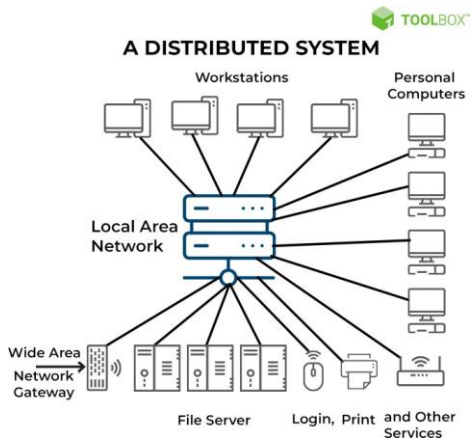 TOOLBOX™
A DISTRIBUTED SYSTEM
Workstations
Personal
Computers
Local Area
Network
Wide Area
Network
Gateway
File Server
Login, Print and Other
Services